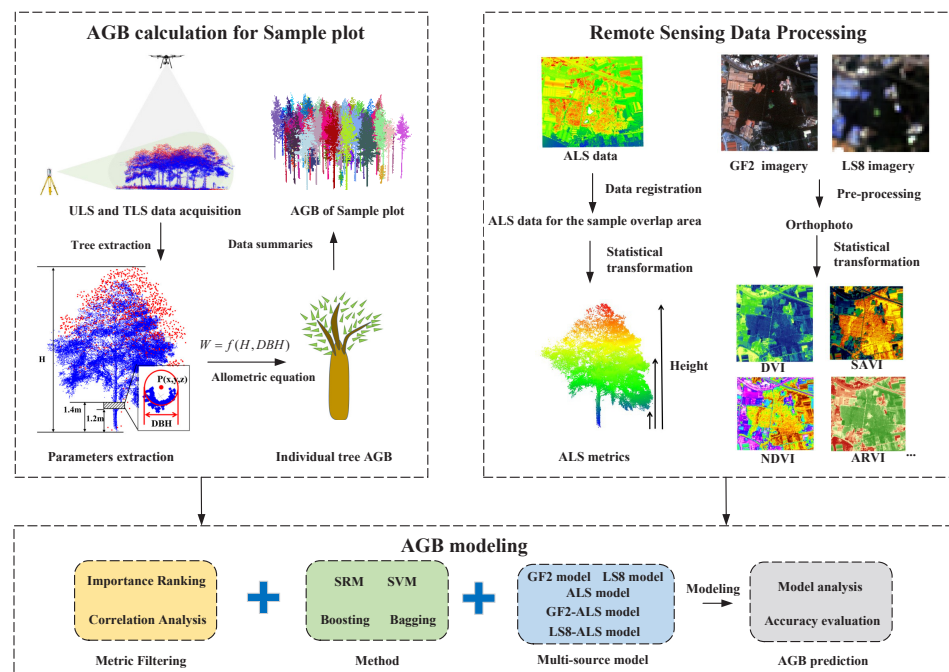 AGB calculation for Sample plot
ULS and TLS data acquisition
AGB of Sample plot
Tree extraction
Data summaries
H
W = f(H, DBH)
Allometric equation
P(x,y,z)
1.4m
1.2m
DBH
Parameters extraction
Individual tree AGB
Remote Sensing Data Processing
ALS data
GF2 imagery
LS8 imagery
Data registration
Pre-processing
ALS data for the sample overlap area
Orthophoto
Statistical
transformation
Statistical
transformation
Height
DVI
SAVI
NDVI
ARVI
...
ALS metrics
AGB modeling
Importance Ranking
Correlation Analysis
Metric Filtering
SRM SVM
Boosting Bagging
Method
GF2 model LS8 model
ALS model
GF2-ALS model
LS8-ALS model
Multi-source model
Modeling
Model analysis
Accuracy evaluation
AGB prediction